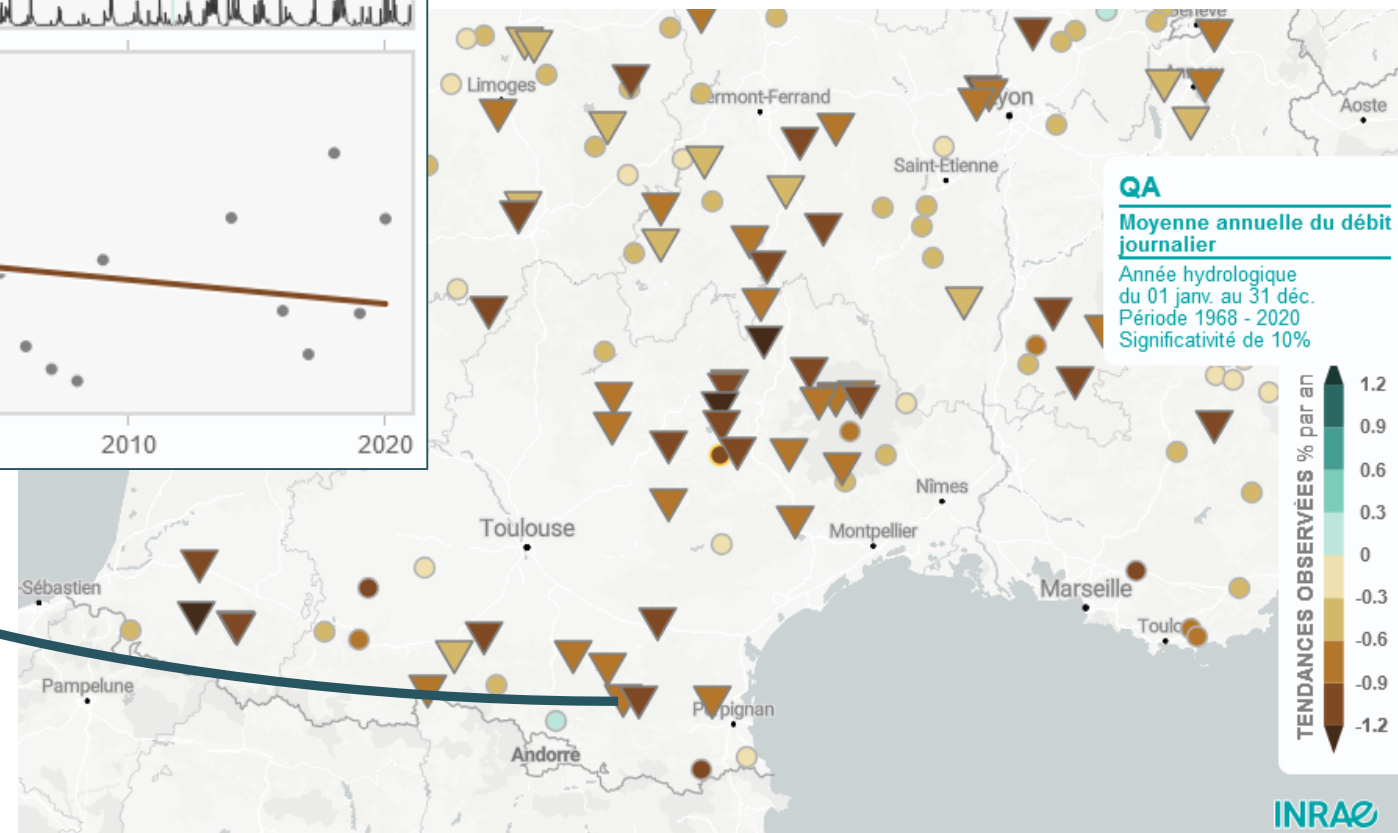 2010
2020
Limoges
Clermont-Ferrand
Lyon
Genève
Annecy
Aoste
Saint-Etienne
QA
Moyenne annuelle du débit
journalier
Année hydrologique
du 01 janv. au 31 déc.
Période 1968 - 2020
Significativité de 10%
TENDANCES OBSERVÉES % par an
1.2
0.9
0.6
0.3
0
-0.3
-0.6
-0.9
-1.2
Nîmes
Toulouse
Montpellier
-Sébastien
Marseille
Toulo
Pampelune
Perpignan
Andorre
INRAE